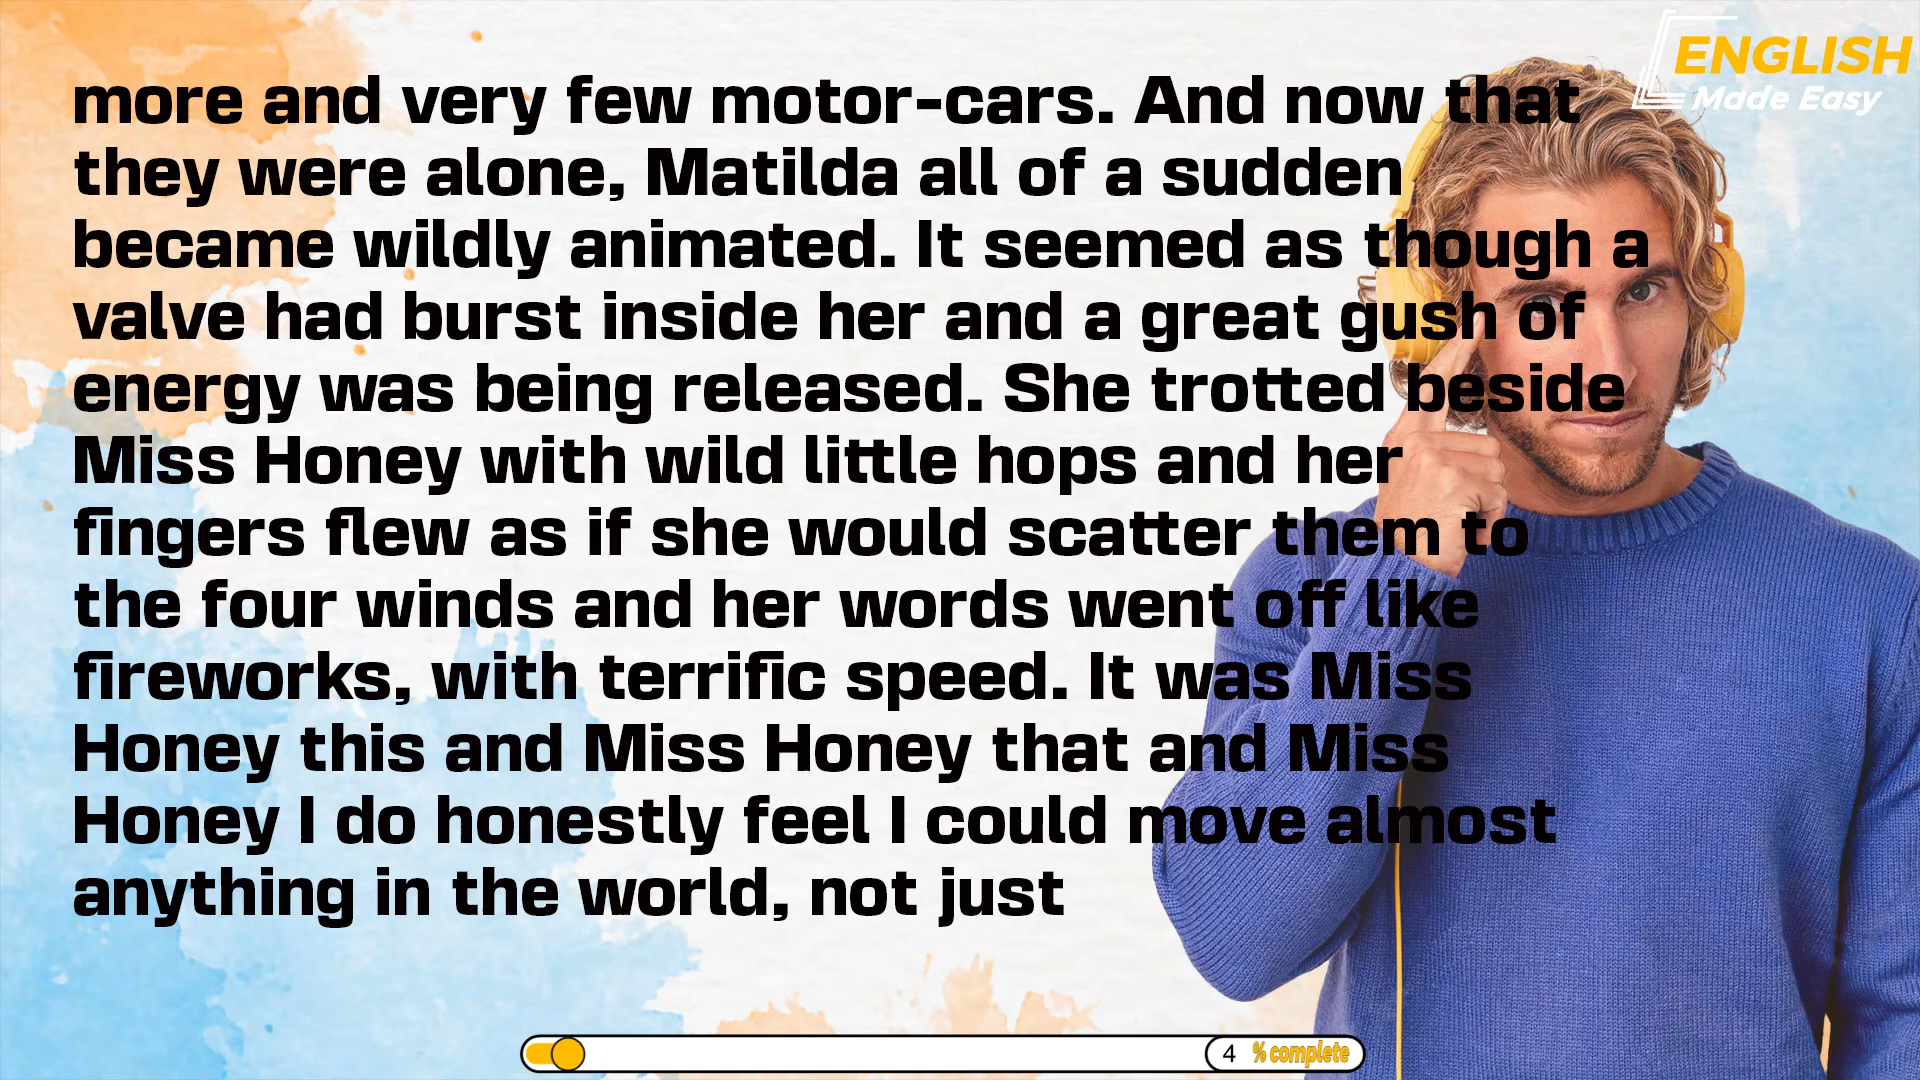 ENGLISH
Made Easy
more and very few motor-cars. And now that
they were alone, Matilda all of a sudden
became wildly animated. It seemed as though a
valve had burst inside her and a great gush of
energy was being released. She trotted beside
Miss Honey with wild little hops and her
fingers flew as if she would scatter them to
the four winds and her words went off like
fireworks, with terrific speed. It was Miss
Honey this and Miss Honey that and Miss
Honey I do honestly feel I could move almost
anything in the world, not just
4 % complete